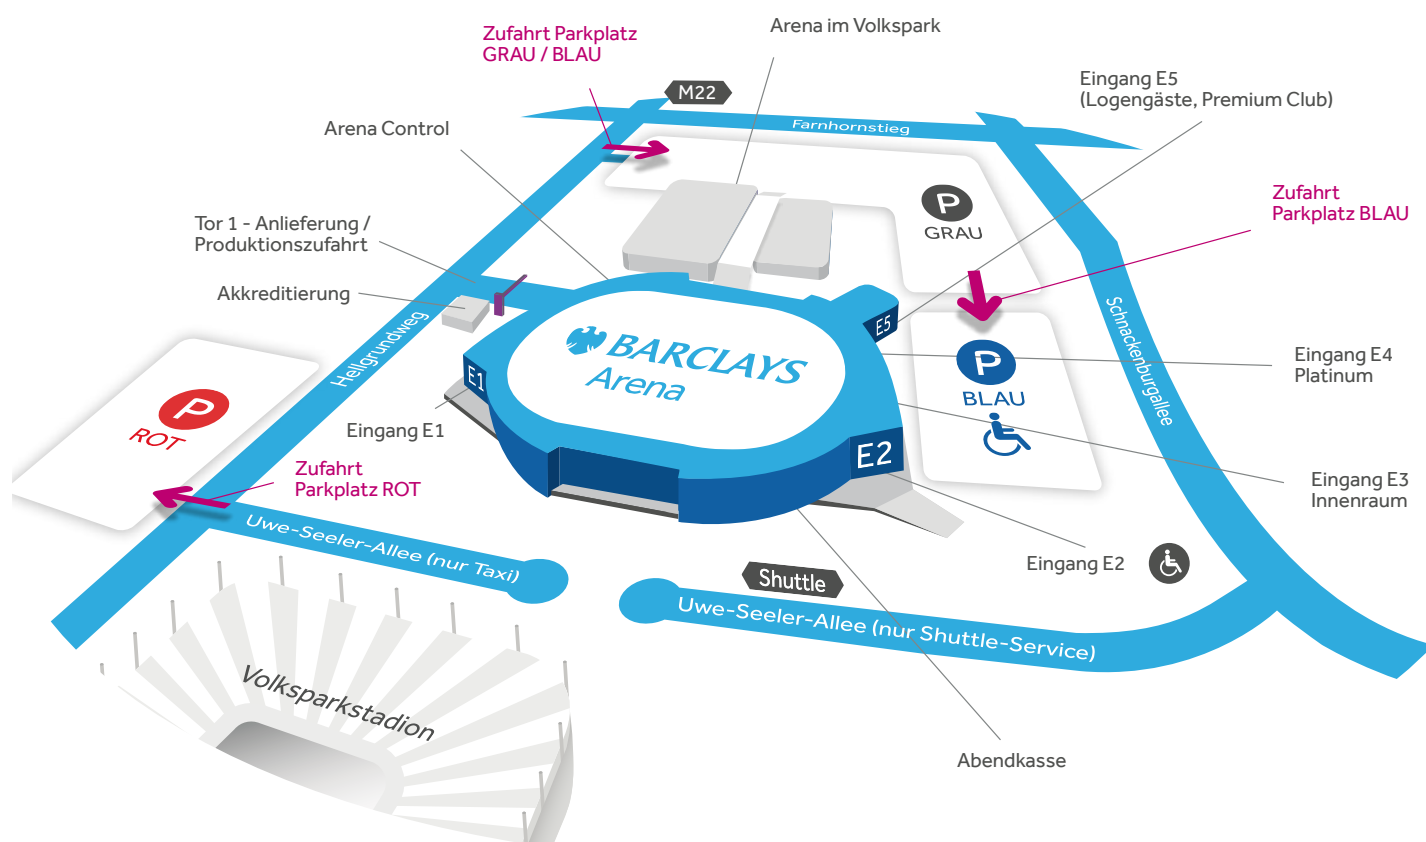 Zufahrt Parkplatz
GRAU / BLAU
Arena im Volkspark
M22
Eingang E5
(Logengäste, Premium Club)
Farnhornstieg
Arena Control
Zufahrt
Parkplatz BLAU
P
GRAU
Tor 1 - Anlieferung /
Produktionszufahrt
Akkreditierung
Hellgrundweg
Schnackenburgallee
E5
BARCLAYS
Arena
P
BLAU
Eingang E4
Platinum
E1
P
ROT
Eingang E1
E2
Zufahrt
Parkplatz ROT
Eingang E3
Innenraum
Uwe-Seeler-Allee (nur Taxi)
Eingang E2
Shuttle
Uwe-Seeler-Allee (nur Shuttle-Service)
Volksparkstadion
Abendkasse